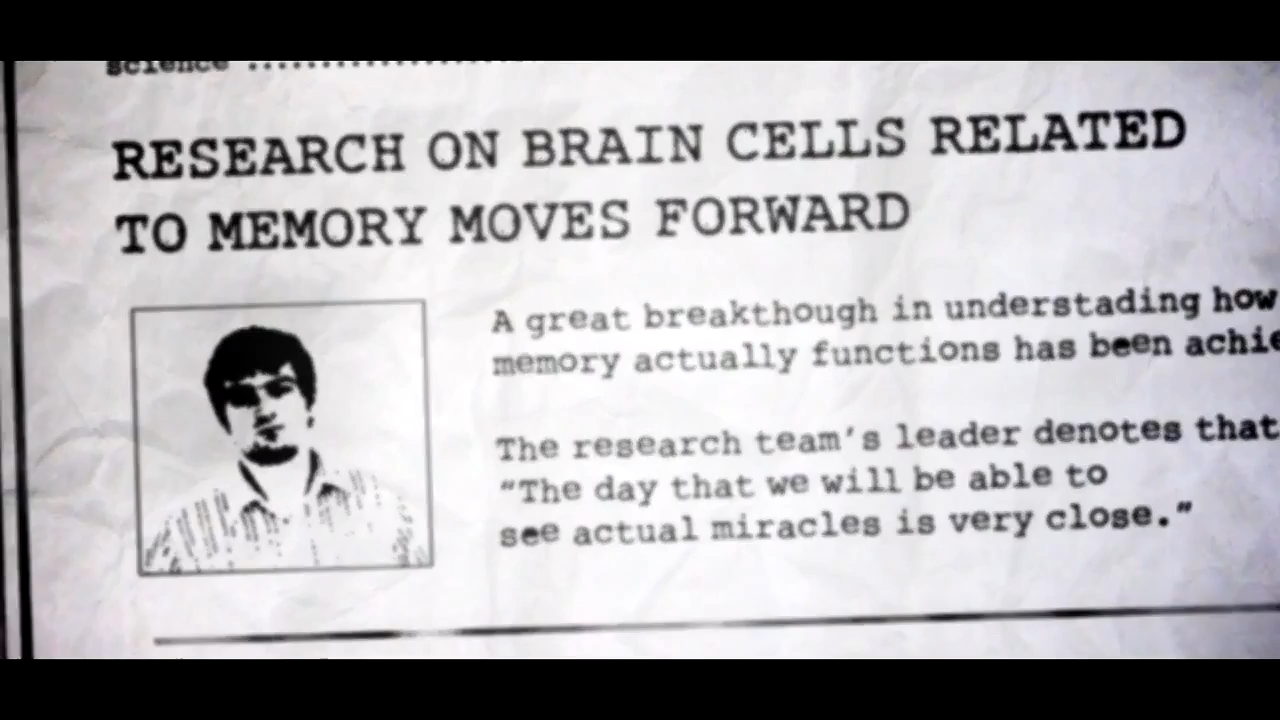 science ......................
RESEARCH ON BRAIN CELLS RELATED
TO MEMORY MOVES FORWARD
A great breakthough in understading how
memory actually functions has been achie
The research team's leader denotes that
"The day that we will be able to
see actual miracles is very close."